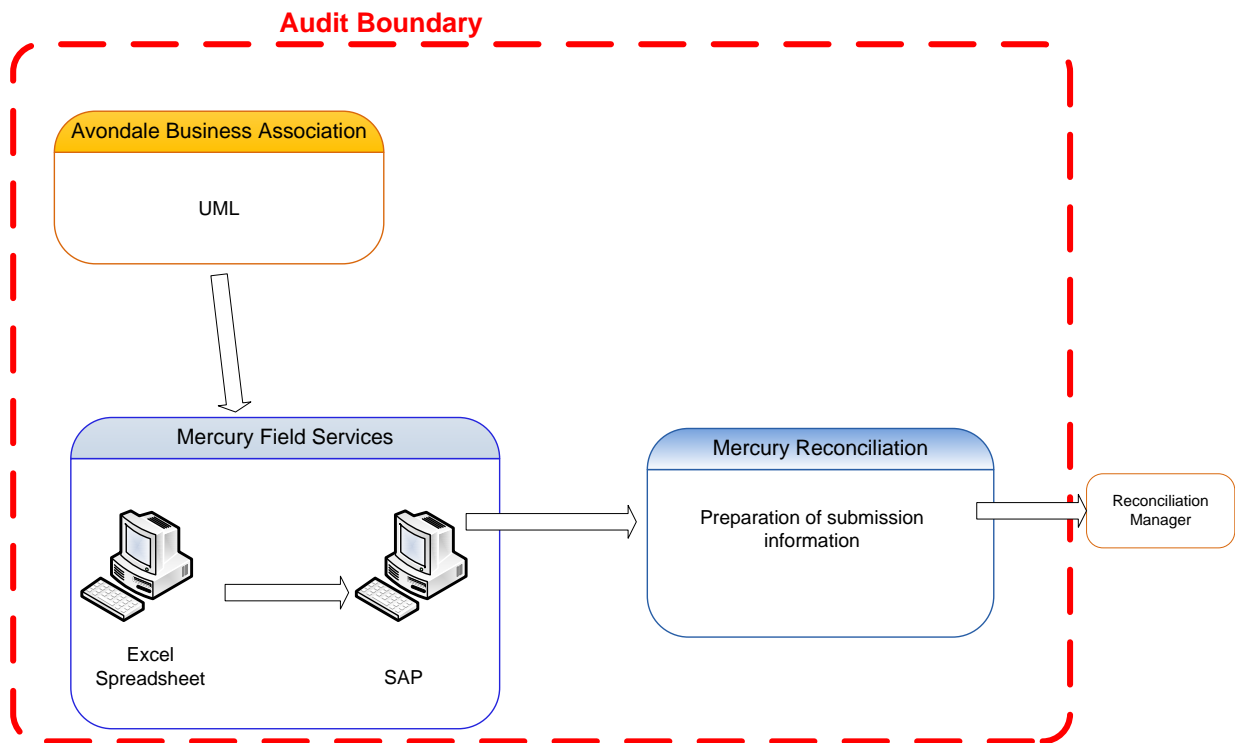 Audit Boundary
Avondale Business Association
UML
Mercury Field Services
Excel
Spreadsheet
SAP
Mercury Reconciliation
Preparation of submission
information
Reconciliation
Manager